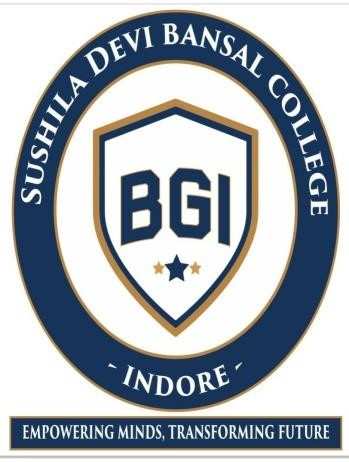 SUSHILA DEVI BANSAL COLLEGE
BGI
- INDORE -
EMPOWERING MINDS, TRANSFORMING FUTURE